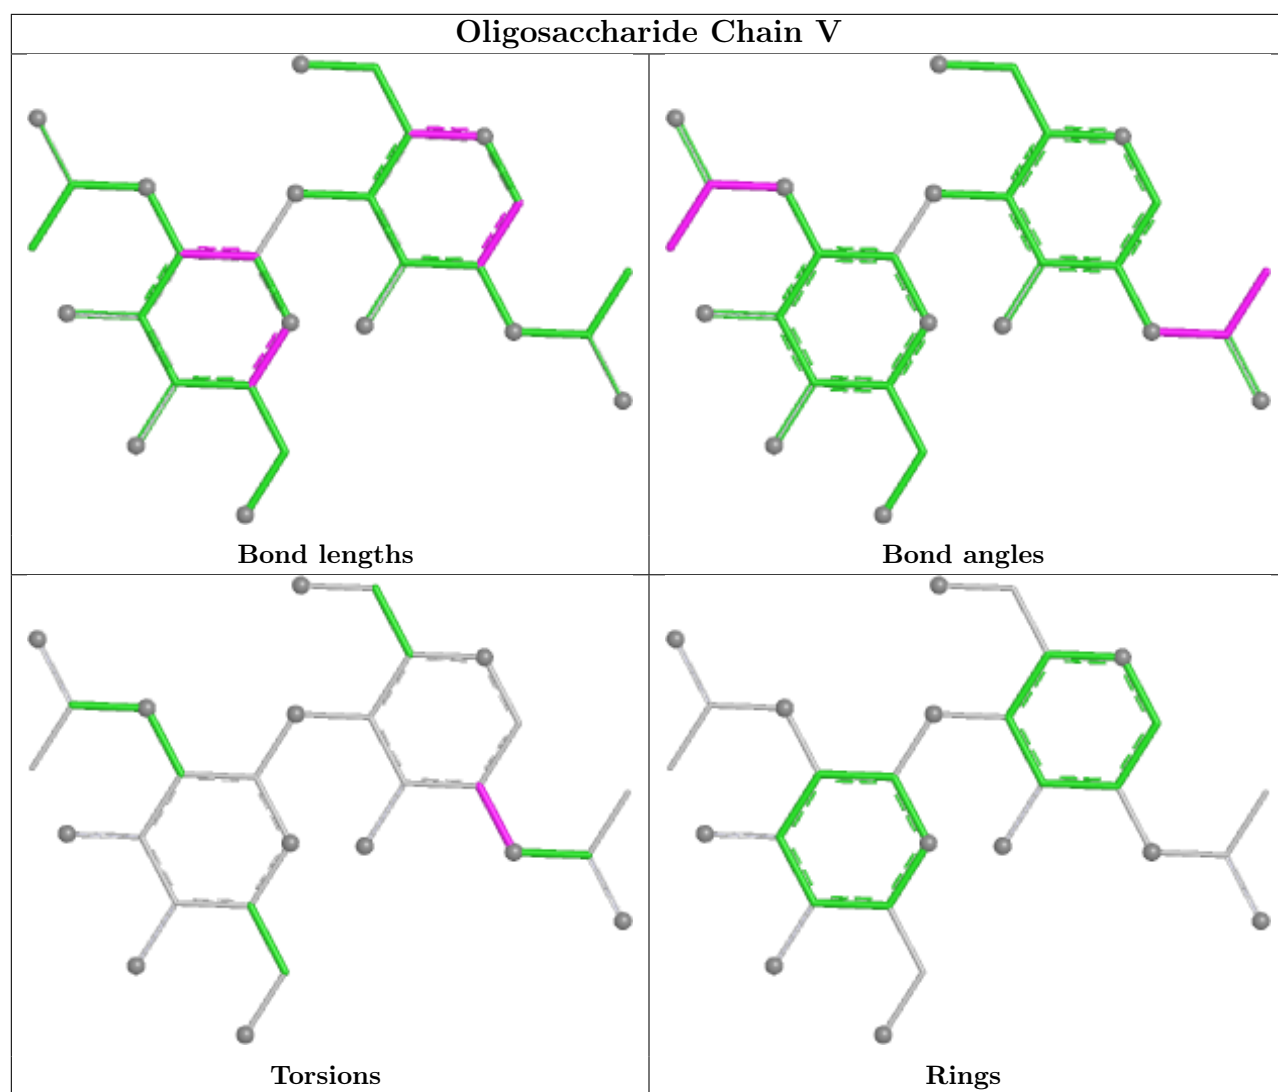 Oligosaccharide Chain V
Bond lengths
Bond angles
Torsions
Rings